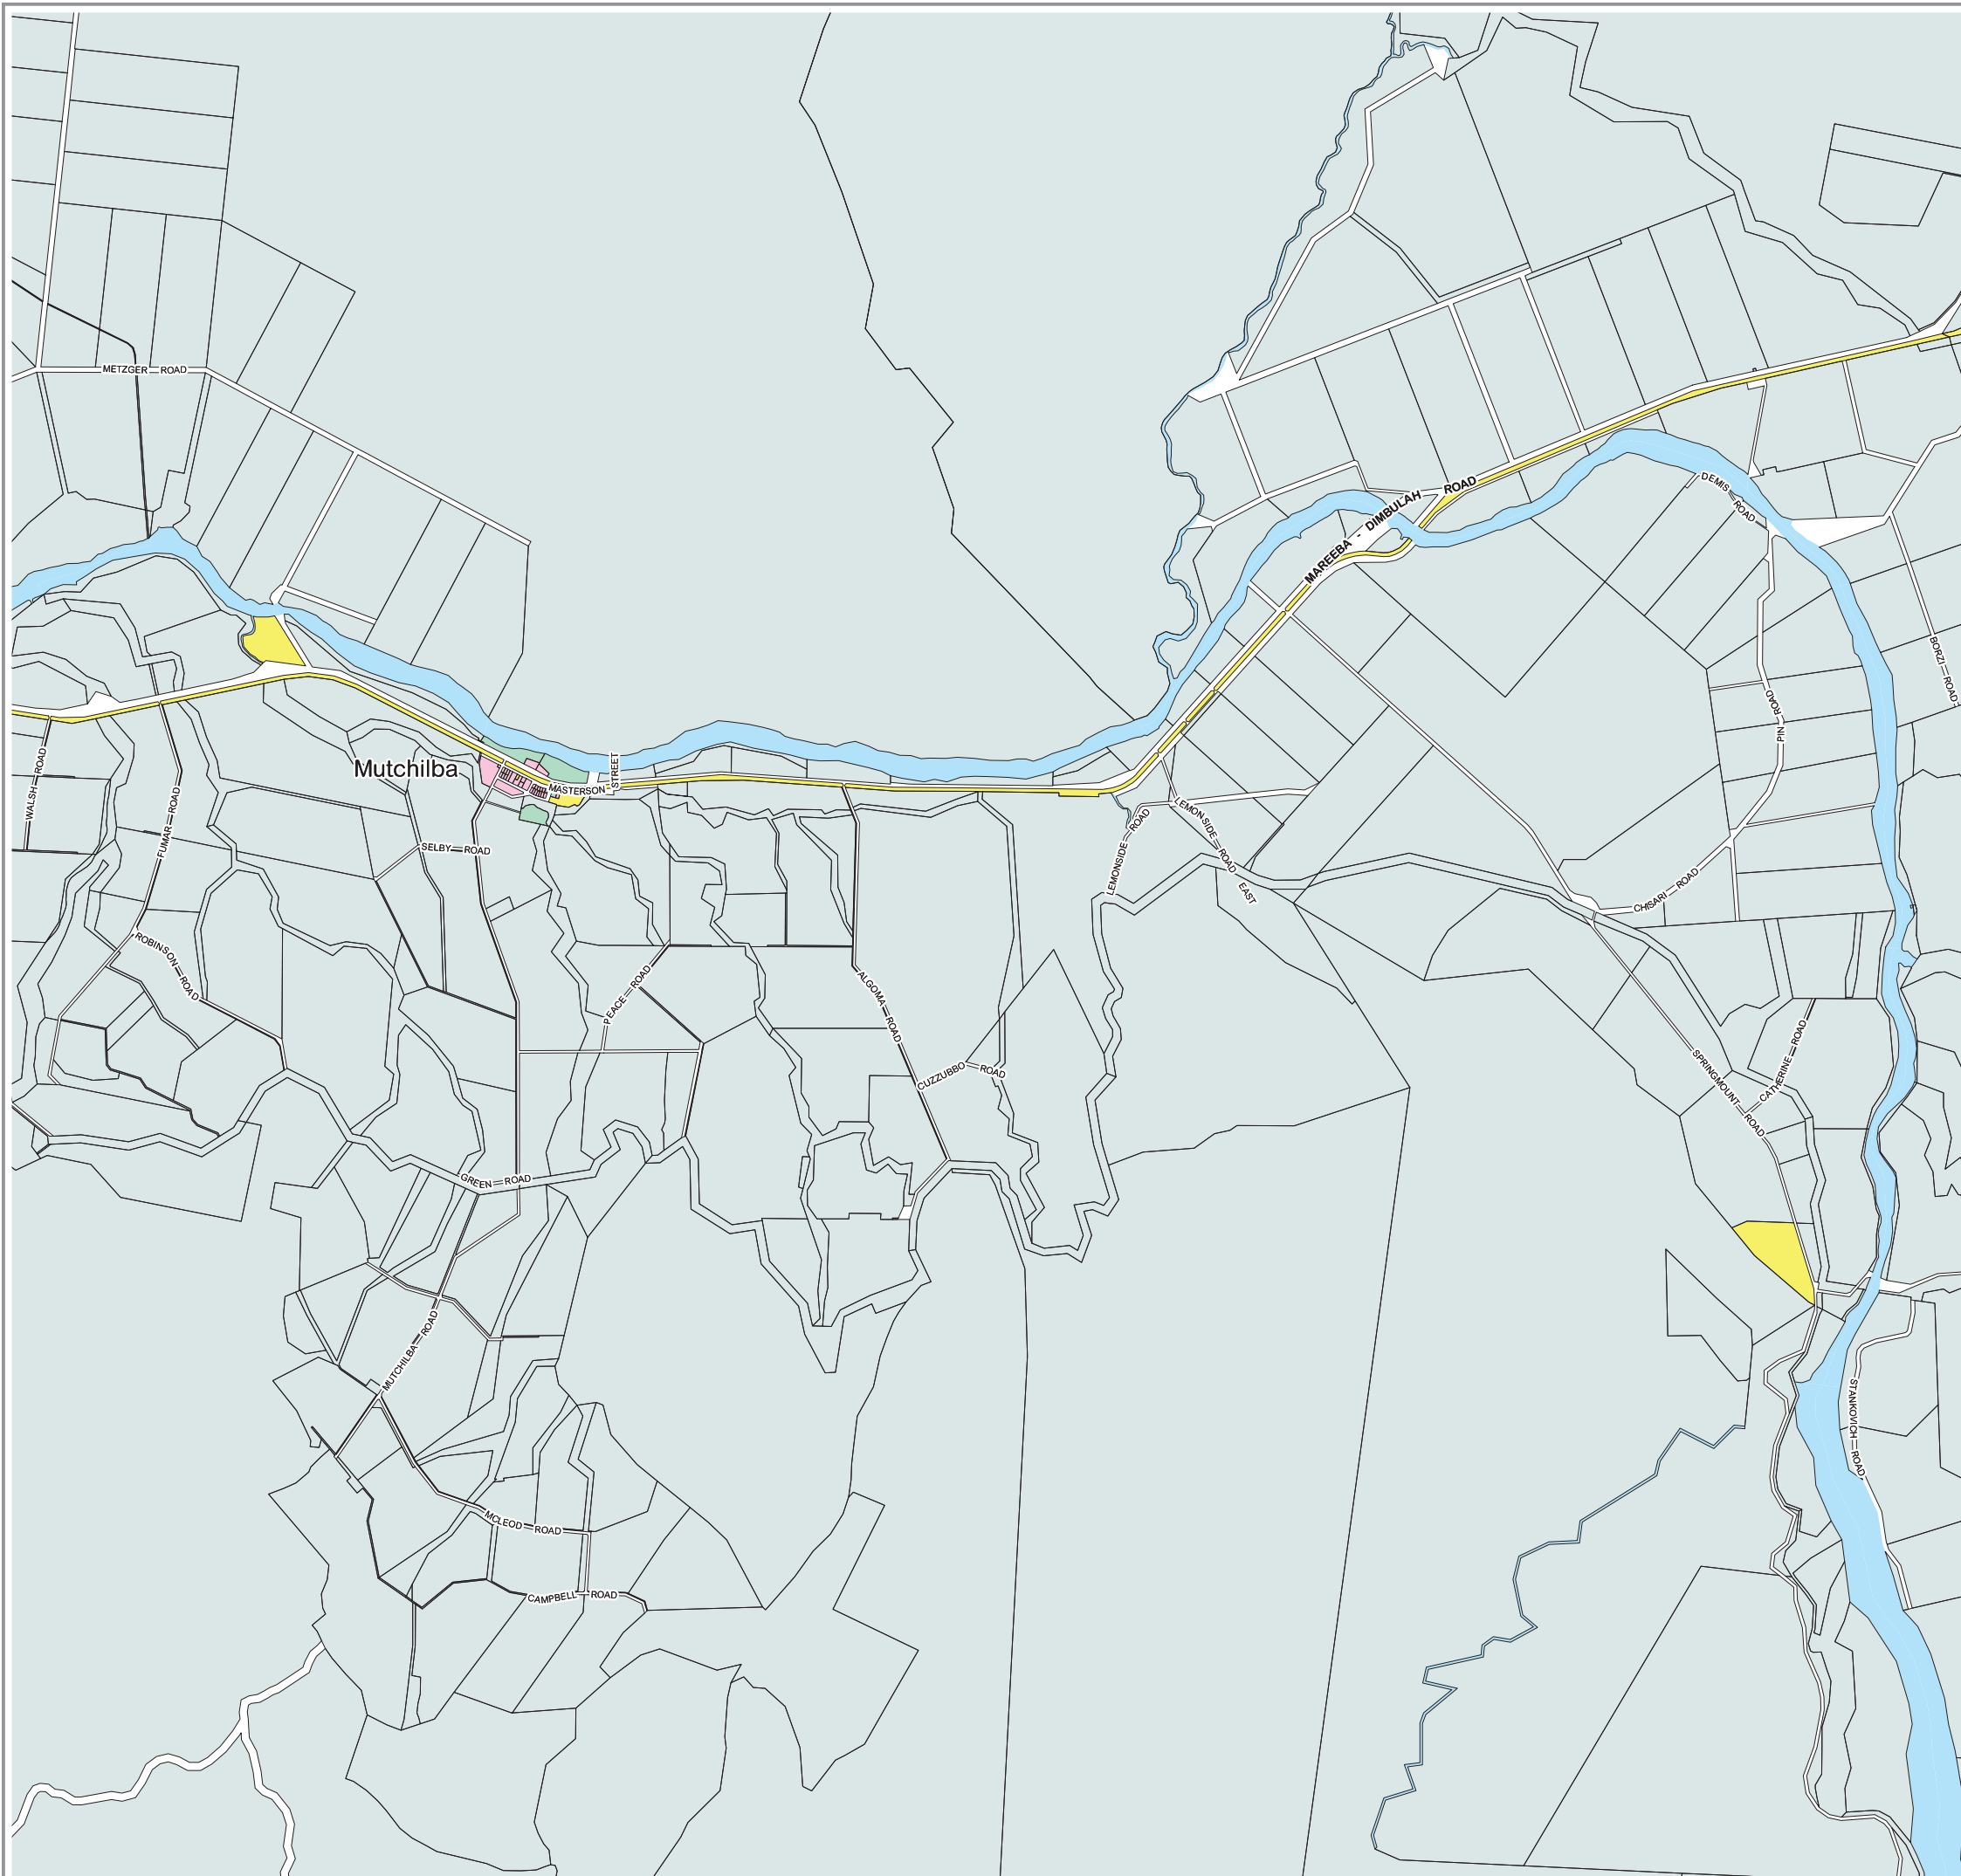 METZGER ROAD
MAREEBA - DIMBULAH ROAD
DEMIS ROAD
BORZI ROAD
PIN ROAD
Mutchilba
MASTERSON STREET
WALSH ROAD
FUMAR ROAD
SELBY ROAD
LEMONSIDE ROAD
LEMONSIDE ROAD EAST
CHISARI ROAD
ROBINSON ROAD
PEACE ROAD
ALGOMA ROAD
CUZZUBBO ROAD
SPRINGMOUNT ROAD
CATHERINE ROAD
GREEN ROAD
MUTCHILBA ROAD
STANKOVICH ROAD
MCLEOD ROAD
CAMPBELL ROAD